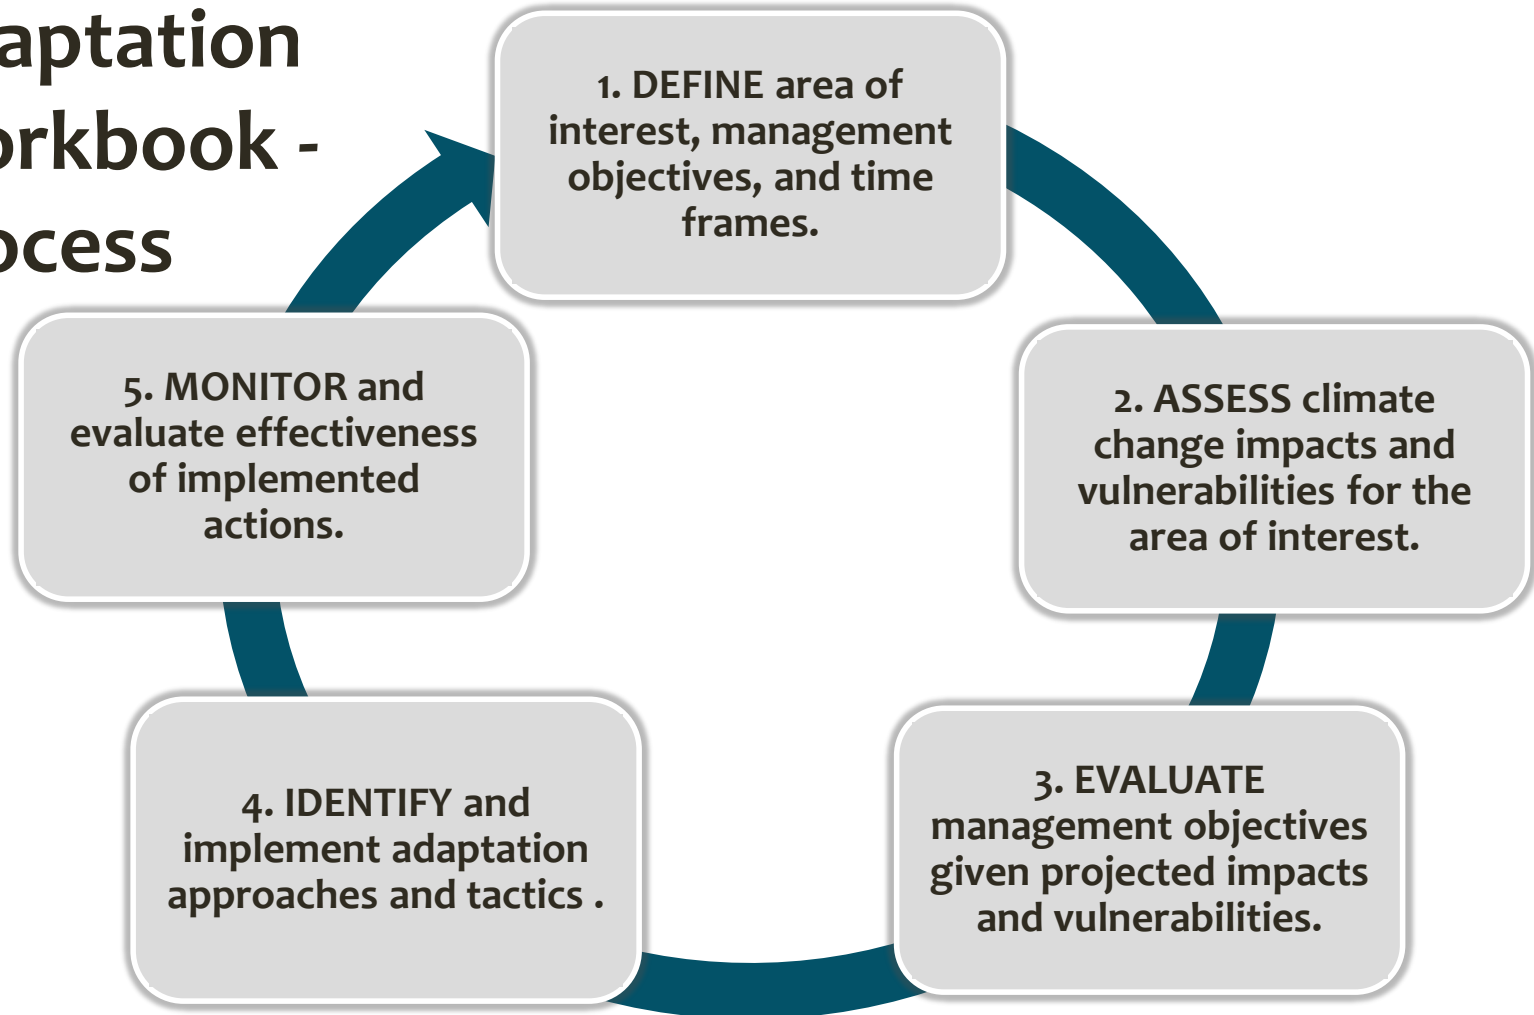 aptation
orkbook -
ocess
1. DEFINE area of
interest, management
objectives, and time
frames.
2. ASSESS climate
change impacts and
vulnerabilities for the
area of interest.
3. EVALUATE
management objectives
given projected impacts
and vulnerabilities.
4. IDENTIFY and
implement adaptation
approaches and tactics .
5. MONITOR and
evaluate effectiveness
of implemented
actions.